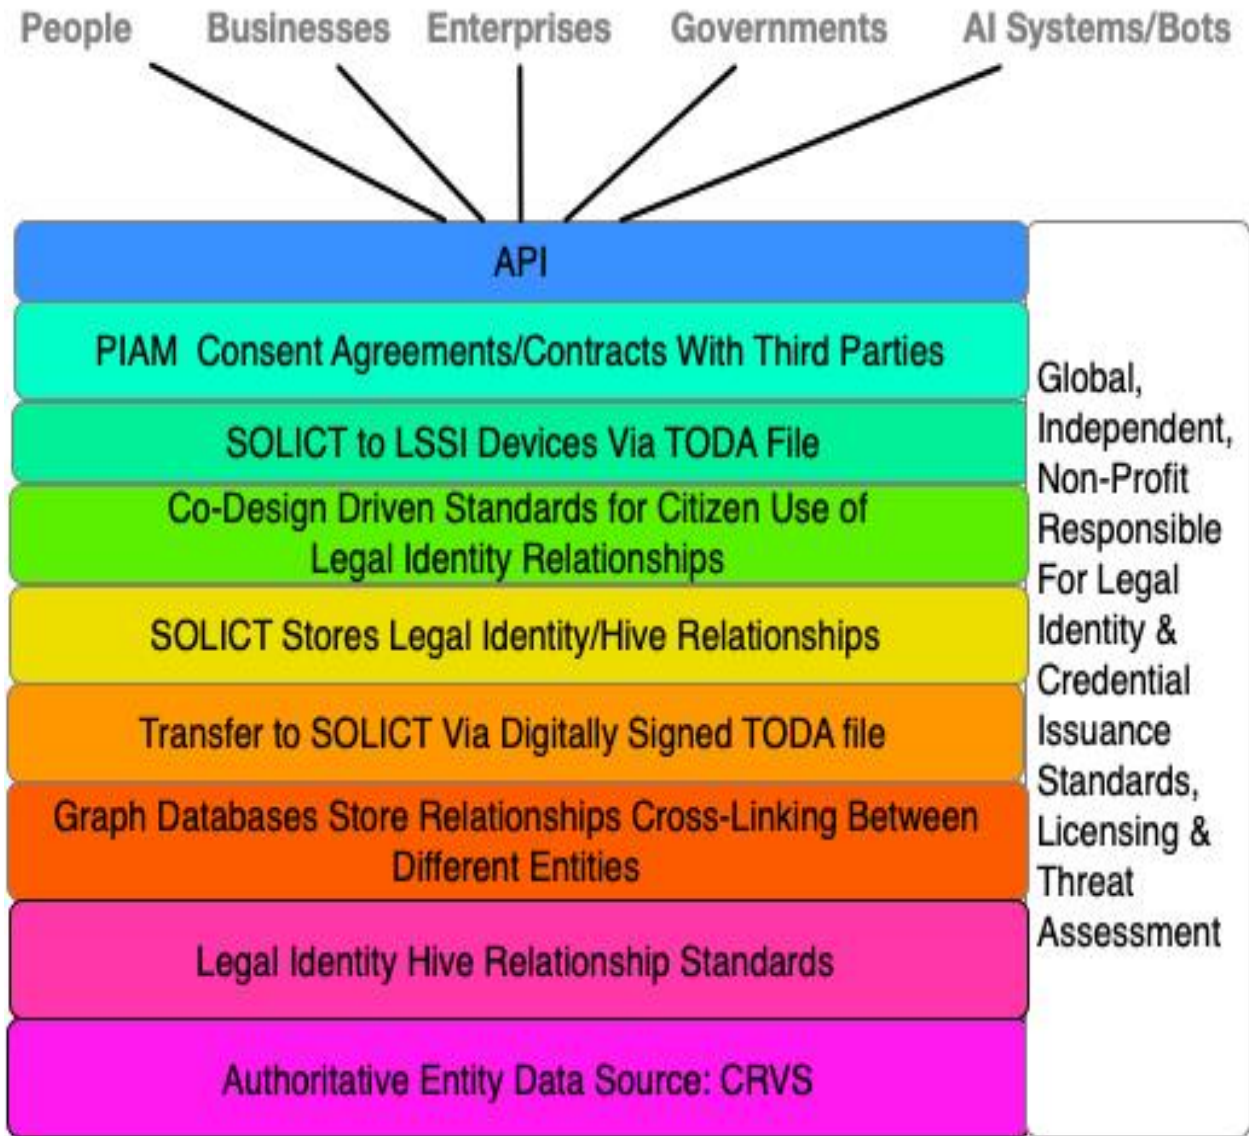 People Businesses Enterprises Governments AI Systems/Bots
API
PIAM Consent Agreements/Contracts With Third Parties
SOLICT to LSSI Devices Via TODA File
Co-Design Driven Standards for Citizen Use of
Legal Identity Relationships
SOLICT Stores Legal Identity/Hive Relationships
Transfer to SOLICT Via Digitally Signed TODA file
Graph Databases Store Relationships Cross-Linking Between
Different Entities
Legal Identity Hive Relationship Standards
Authoritative Entity Data Source: CRVS
Global,
Independent,
Non-Profit
Responsible
For Legal
Identity &
Credential
Issuance
Standards,
Licensing &
Threat
Assessment